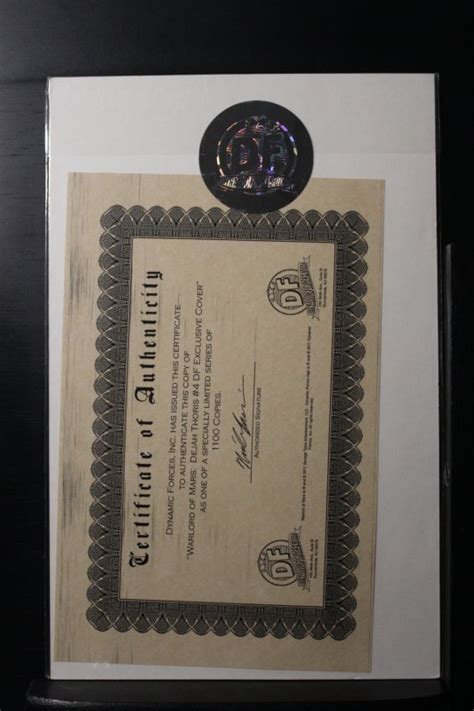 DF
Certificate of Authenticity
DYNAMIC FORCES, INC. HAS ISSUED THIS CERTIFICATE
TO AUTHENTICATE THIS COPY OF
"WARLORD OF MARS: DEJAH THORIS #4 DF EXCLUSIVE COVER"
AS ONE OF A SPECIALLY LIMITED SERIES OF
1100 COPIES.
AUTHORIZED SIGNATURE
DF
DF